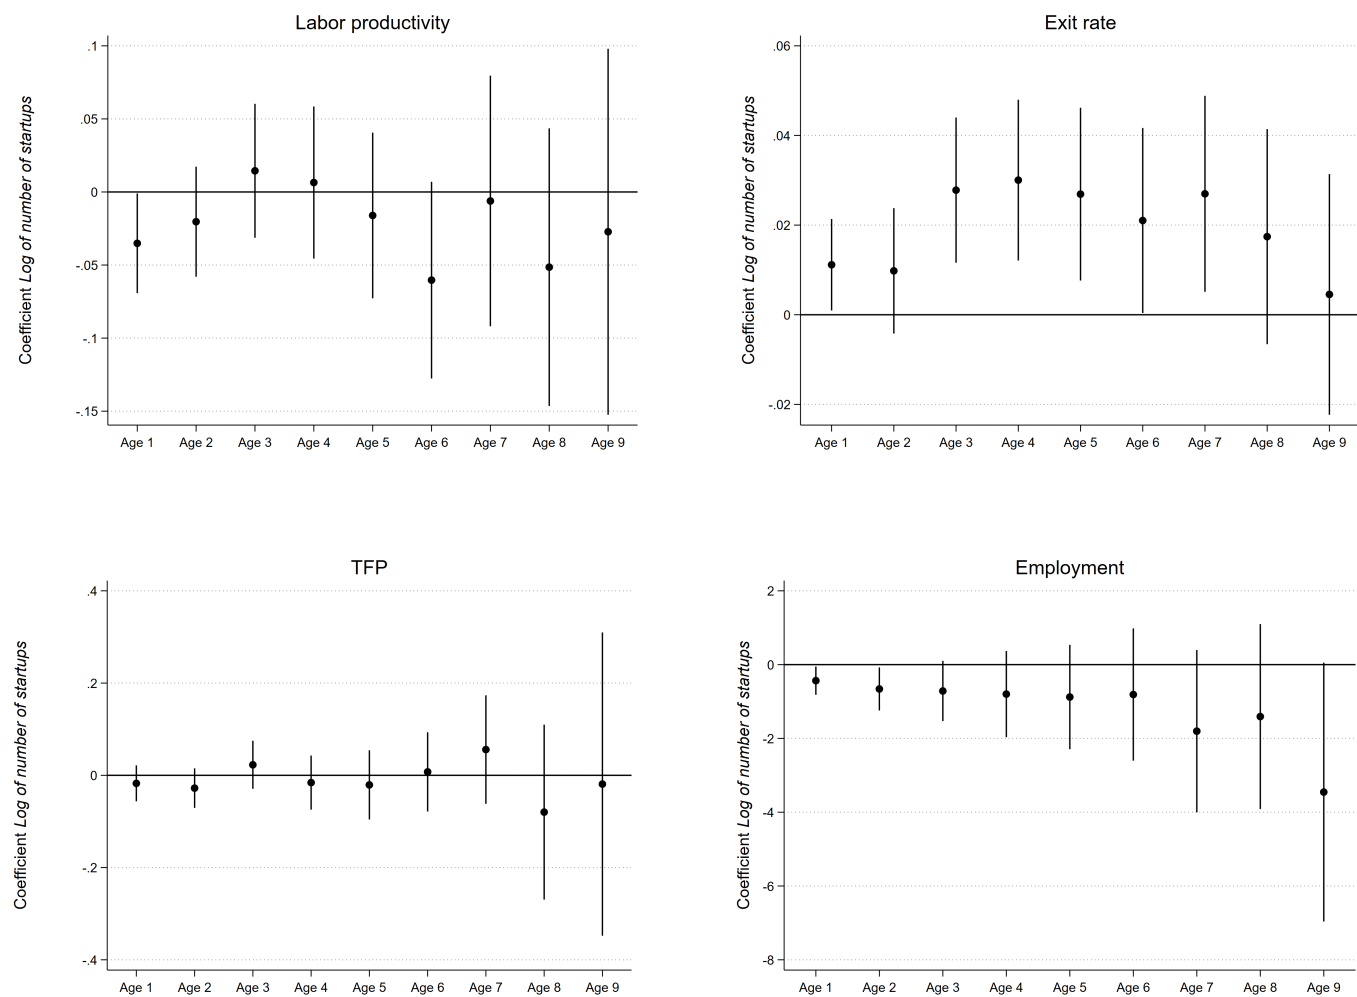 Labor productivity
Coefficient Log of number of startups
.1
.05
0
-.05
-.1
-.15
Age 1 Age 2 Age 3 Age 4 Age 5 Age 6 Age 7 Age 8 Age 9
Exit rate
Coefficient Log of number of startups
.06
.04
.02
0
-.02
Age 1 Age 2 Age 3 Age 4 Age 5 Age 6 Age 7 Age 8 Age 9
TFP
Coefficient Log of number of startups
.4
.2
0
-.2
-.4
Age 1 Age 2 Age 3 Age 4 Age 5 Age 6 Age 7 Age 8 Age 9
Employment
Coefficient Log of number of startups
2
0
-2
-4
-6
-8
Age 1 Age 2 Age 3 Age 4 Age 5 Age 6 Age 7 Age 8 Age 9